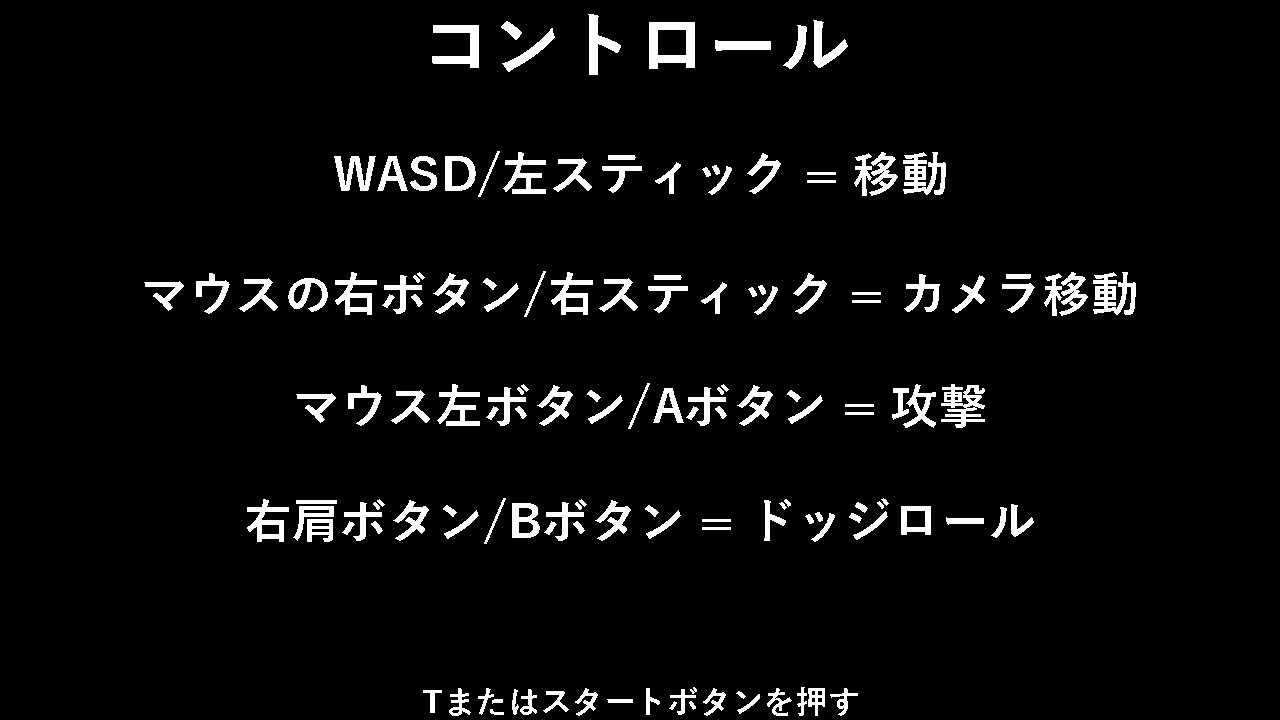 コントロール
WASD/左スティック = 移動
マウスの右ボタン/右スティック = カメラ移動
マウス左ボタン/Aボタン = 攻撃
右肩ボタン/Bボタン = ドッジロール
Tまたはスタートボタンを押す